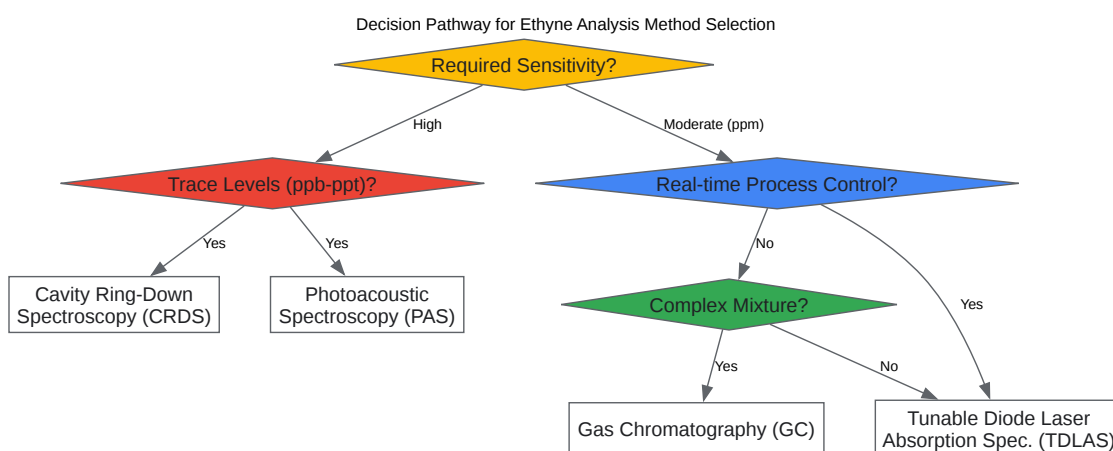 Decision Pathway for Ethyne Analysis Method Selection
Required Sensitivity?
High
Moderate (ppm)
Trace Levels (ppb-ppt)?
Real-time Process Control?
Yes
Yes
No
Yes
Cavity Ring-Down
Spectroscopy (CRDS)
Photoacoustic
Spectroscopy (PAS)
Complex Mixture?
Yes
No
Gas Chromatography (GC)
Tunable Diode Laser
Absorption Spec. (TDLAS)